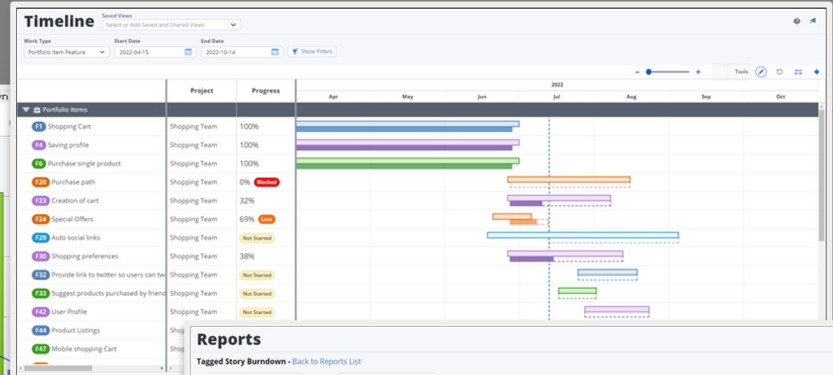 Timeline
Saved Views
Select or Add Saved and Shared Views
Work Type
Start Date
End Date
Portfolio Item Feature
2022-04-15
2022-10-14
Show Filters
Tools
Project
Progress
2022
Apr May Jun Jul Aug Sep Oct
Portfolio Items
F1 Shopping Cart Shopping Team 100%
F4 Saving profile Shopping Team 100%
F6 Purchase single product Shopping Team 100%
F20 Purchase path Shopping Team 0% Blocked
F23 Creation of cart Shopping Team 32%
F24 Special Offers Shopping Team 69% Late
F29 Auto social links Shopping Team Not Started
F30 Shopping preferences Shopping Team 38%
F32 Provide link to twitter so users can tw Shopping Team Not Started
F33 Suggest products purchased by friend Shopping Team Not Started
F42 User Profile Shopping Team Not Started
F44 Product Listings Shopping Team
F47 Mobile shopping Cart Shopping Team
Reports
Tagged Story Burndown - Back to Reports List